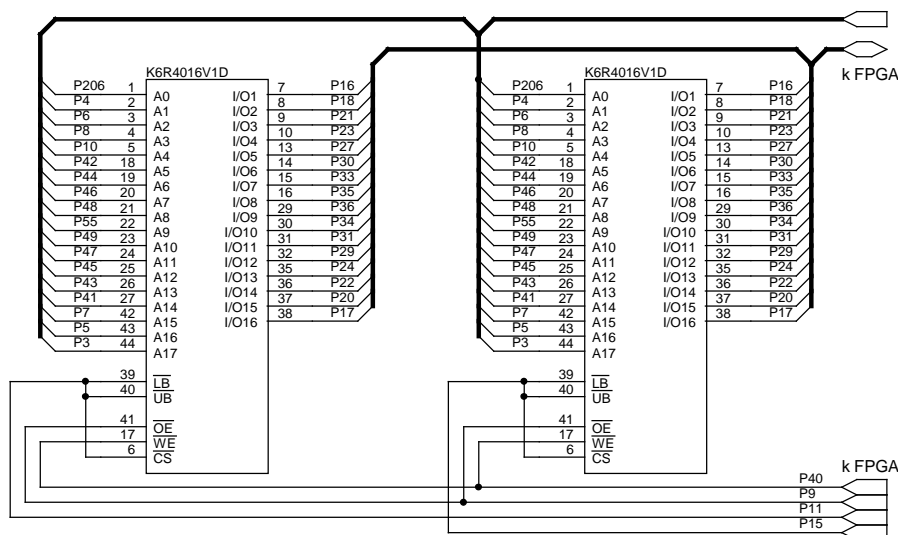 K6R4016V1D K6R4016V1D k FPGA
P206 1 A0 I/O1 7 P16 P206 1 A0 I/O1 7 P16
P4 2 A1 I/O2 8 P18 P4 2 A1 I/O2 8 P18
P6 3 A2 I/O3 9 P21 P6 3 A2 I/O3 9 P21
P8 4 A3 I/O4 10 P23 P8 4 A3 I/O4 10 P23
P10 5 A4 I/O5 13 P27 P10 5 A4 I/O5 13 P27
P42 18 A5 I/O6 14 P30 P42 18 A5 I/O6 14 P30
P44 19 A6 I/O7 15 P33 P44 19 A6 I/O7 15 P33
P46 20 A7 I/O8 16 P35 P46 20 A7 I/O8 16 P35
P48 21 A8 I/O9 29 P36 P48 21 A8 I/O9 29 P36
P55 22 A9 I/O10 30 P34 P55 22 A9 I/O10 30 P34
P49 23 A10 I/O11 31 P31 P49 23 A10 I/O11 31 P31
P47 24 A11 I/O12 32 P29 P47 24 A11 I/O12 32 P29
P45 25 A12 I/O13 35 P24 P45 25 A12 I/O13 35 P24
P43 26 A13 I/O14 36 P22 P43 26 A13 I/O14 36 P22
P41 27 A14 I/O15 37 P20 P41 27 A14 I/O15 37 P20
P7 42 A15 I/O16 38 P17 P7 42 A15 I/O16 38 P17
P5 43 A16 P5 43 A16
P3 44 A17 P3 44 A17
39 LB 39 LB
40 UB 40 UB
41 OE 41 OE
17 WE 17 WE
6 CS 6 CS
k FPGA
P40
P9
P11
P15